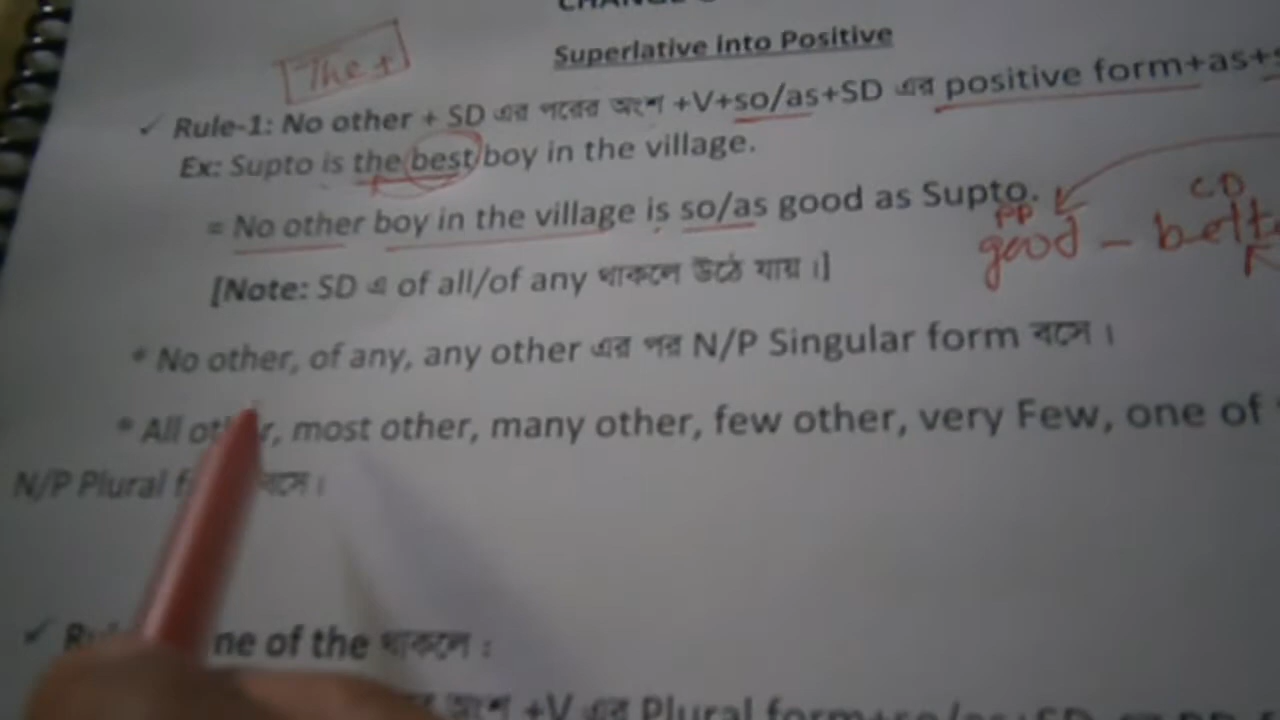 Superlative into Positive
The +
✓ Rule-1: No other + SD এর পরের অংশ +V+so/as+SD এর positive form+as+
Ex: Supto is the best boy in the village.
= No other boy in the village is so/as good as Supto.
PP CD
good -
[Note: SD এ of all/of any থাকলে উঠে যায় ।]
* No other, of any, any other এর পর N/P Singular form বসে ।
* All other, most other, many other, few other, very Few, one of
N/P Plural বসে ।
✓ ne of the থাকলে :
অংশ +V এর Plural